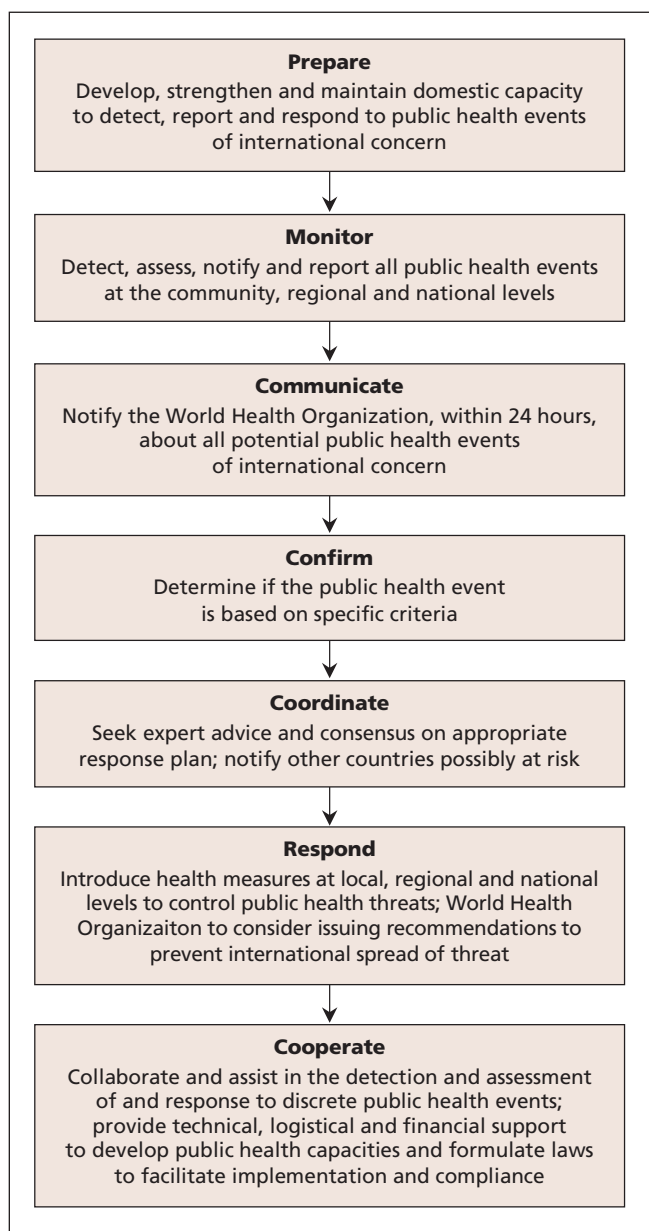 Prepare
Develop, strengthen and maintain domestic capacity
to detect, report and respond to public health events
of international concern
Monitor
Detect, assess, notify and report all public health events
at the community, regional and national levels
Communicate
Notify the World Health Organization, within 24 hours,
about all potential public health events
of international concern
Confirm
Determine if the public health event
is based on specific criteria
Coordinate
Seek expert advice and consensus on appropriate
response plan; notify other countries possibly at risk
Respond
Introduce health measures at local, regional and national
levels to control public health threats; World Health
Organizaiton to consider issuing recommendations to
prevent international spread of threat
Cooperate
Collaborate and assist in the detection and assessment
of and response to discrete public health events;
provide technical, logistical and financial support
to develop public health capacities and formulate laws
to facilitate implementation and compliance